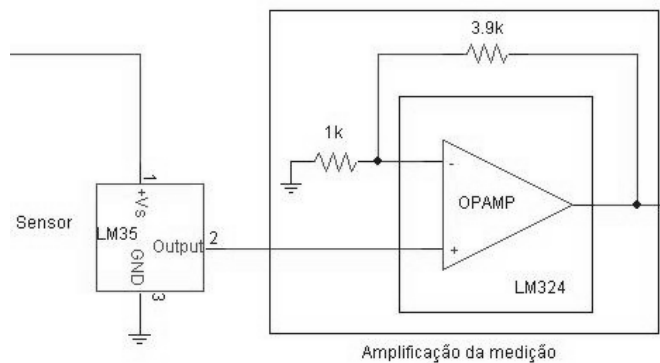 3.9k
1k
-
OPAMP
+
LM324
Sensor
1
+Vs
LM35
Output
2
GND
3
Amplificação da medição